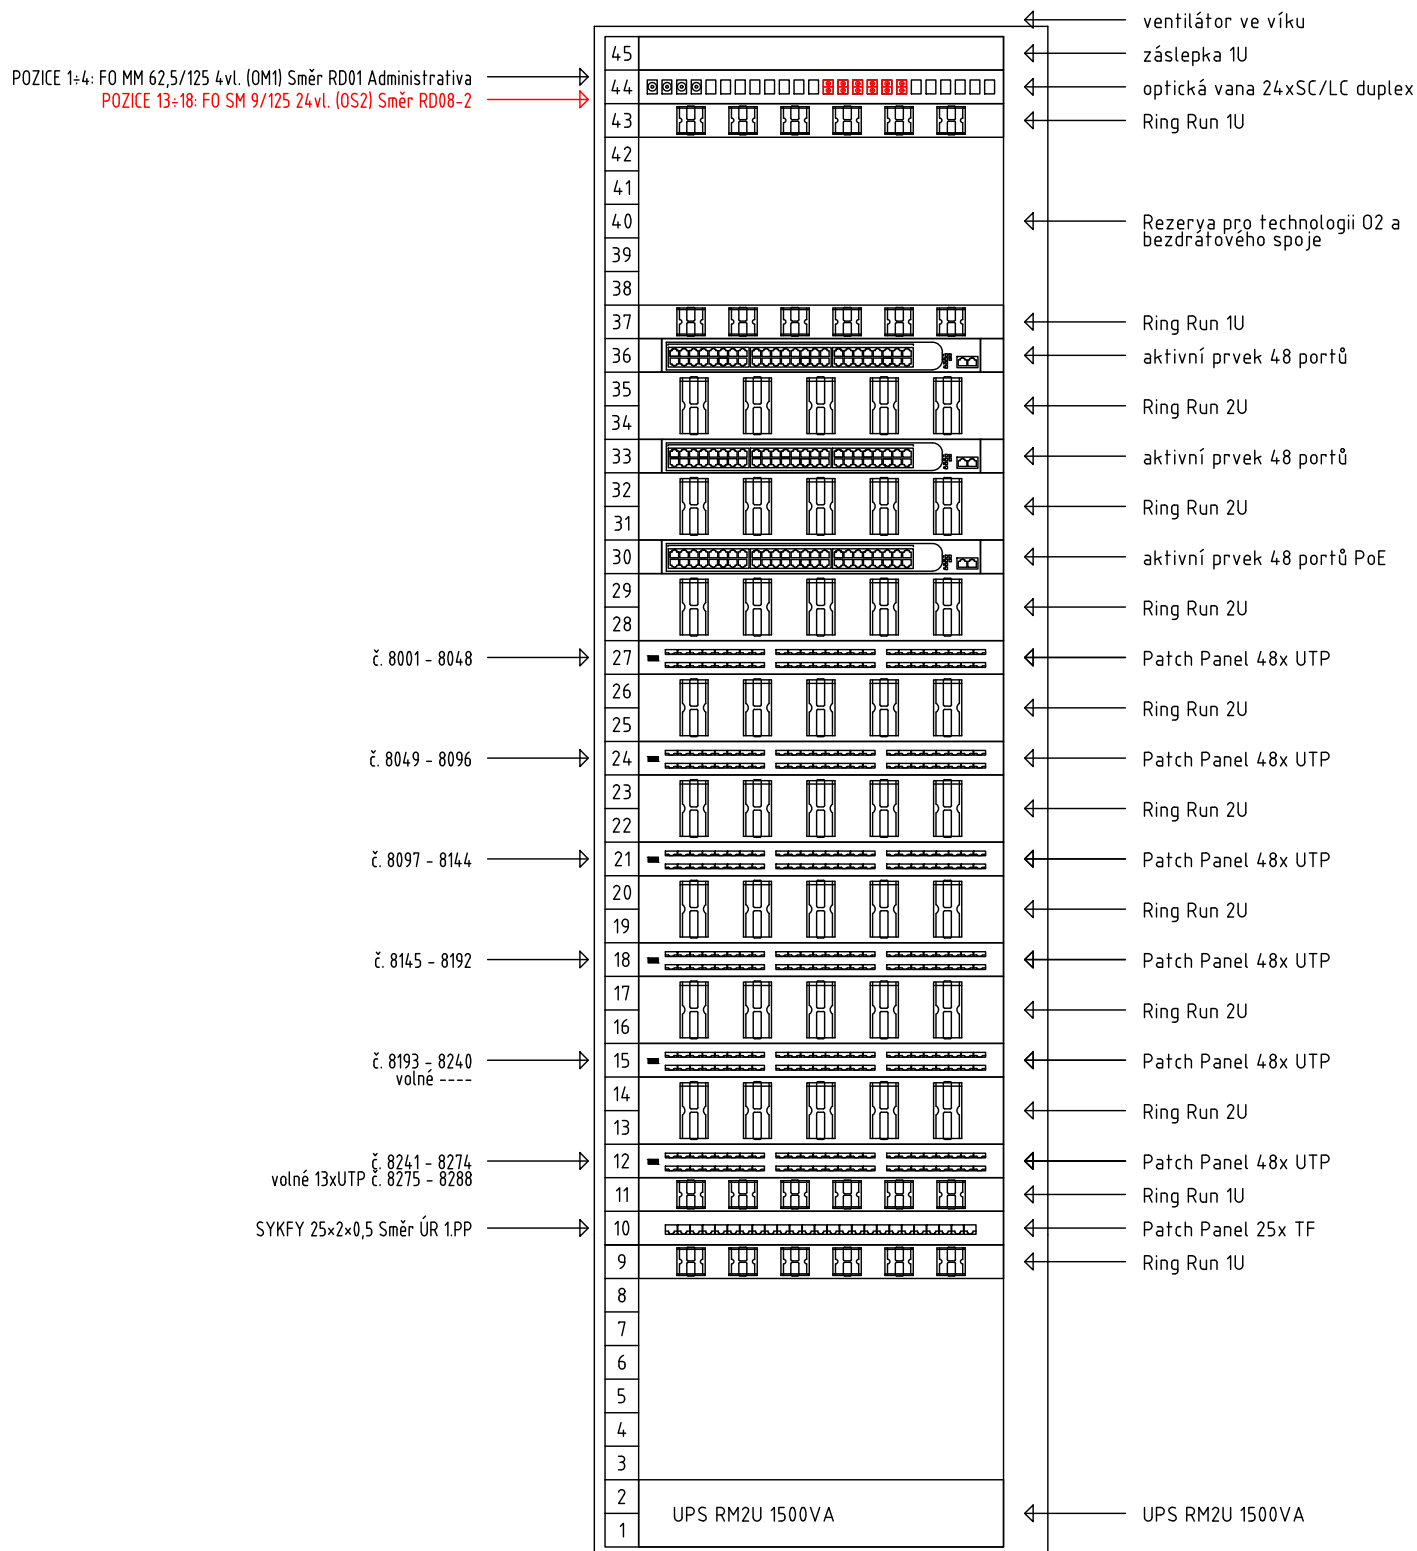 ventilátor ve víku
45
záslepka 1U
POZICE 1÷4: FO MM 62,5/125 4vl. (OM1) Směr RD01 Administrativa
POZICE 13÷18: FO SM 9/125 24vl. (OS2) Směr RD08-2
44
optická vana 24xSC/LC duplex
43
Ring Run 1U
42
41
40
Rezerva pro technologii O2 a
bezdrátového spoje
39
38
37
Ring Run 1U
36
aktivní prvek 48 portů
35
Ring Run 2U
34
33
aktivní prvek 48 portů
32
Ring Run 2U
31
30
aktivní prvek 48 portů PoE
29
Ring Run 2U
28
č. 8001 - 8048
27
Patch Panel 48x UTP
26
Ring Run 2U
25
č. 8049 - 8096
24
Patch Panel 48x UTP
23
Ring Run 2U
22
č. 8097 - 8144
21
Patch Panel 48x UTP
20
Ring Run 2U
19
č. 8145 - 8192
18
Patch Panel 48x UTP
17
Ring Run 2U
16
č. 8193 - 8240
volné ----
15
Patch Panel 48x UTP
14
Ring Run 2U
13
č. 8241 - 8274
volné 13xUTP č. 8275 - 8288
12
Patch Panel 48x UTP
11
Ring Run 1U
SYKFY 25×2×0,5 Směr ÚR 1.PP
10
Patch Panel 25x TF
9
Ring Run 1U
8
7
6
5
4
3
2
UPS RM2U 1500VA
UPS RM2U 1500VA
1